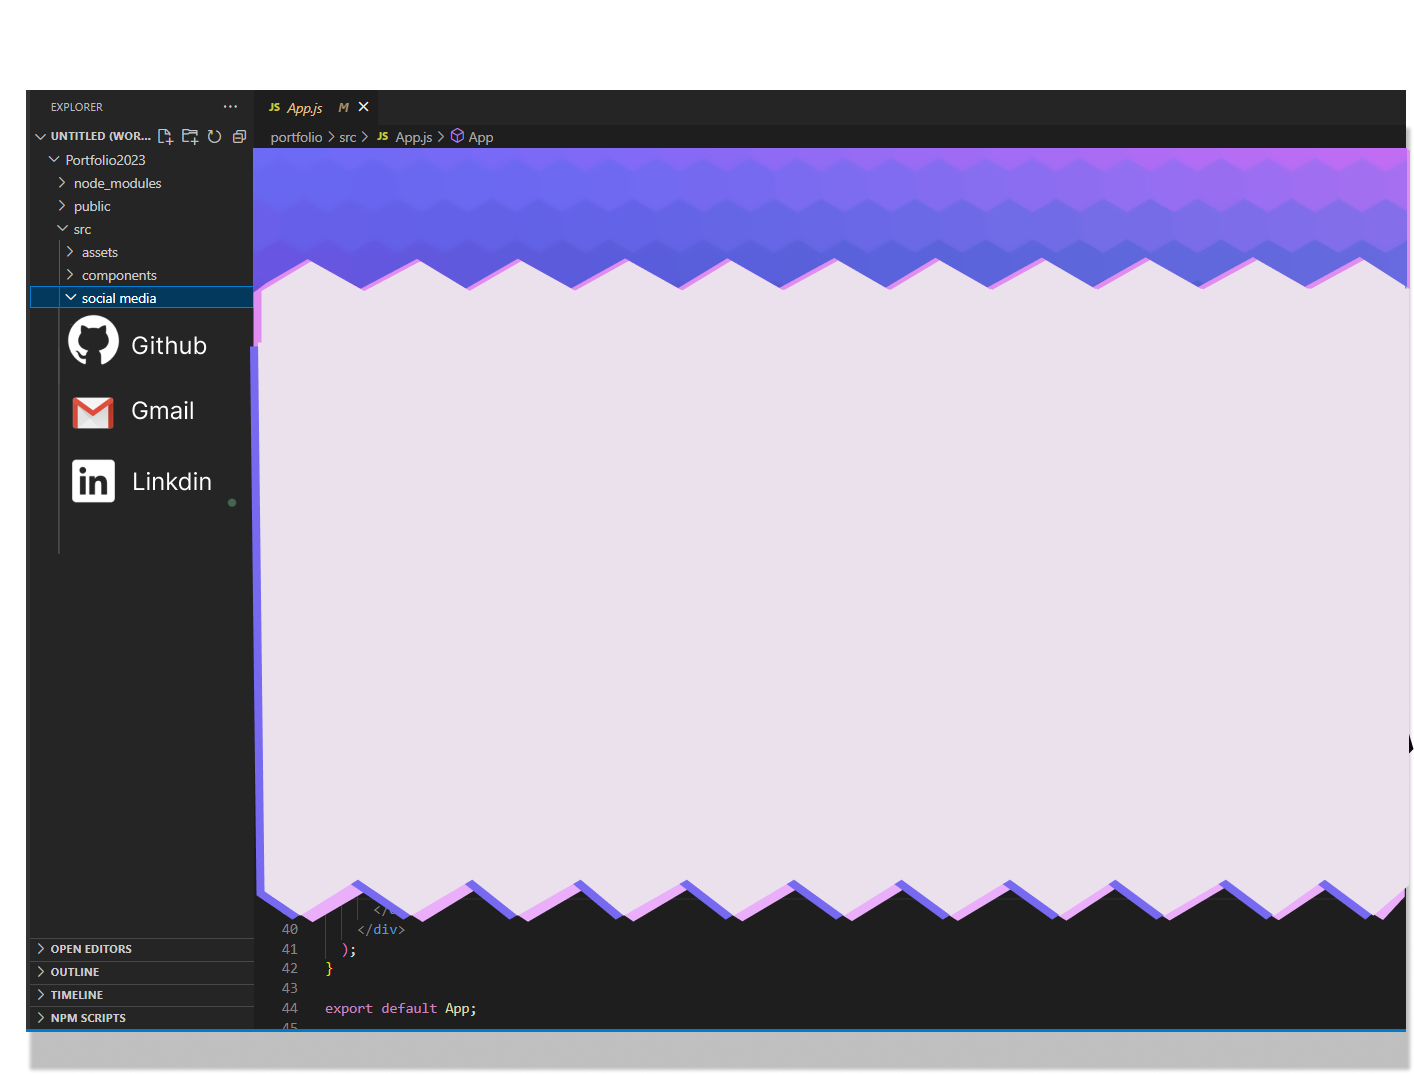 EXPLORER
UNTITLED (WOR...
Portfolio2023
node_modules
public
src
assets
components
social media
Github
Gmail
in Linkdin
OPEN EDITORS
OUTLINE
TIMELINE
NPM SCRIPTS
JS App.js M
portfolio > src > JS App.js > App
40 </div>
41 );
42 }
43
44 export default App;
45